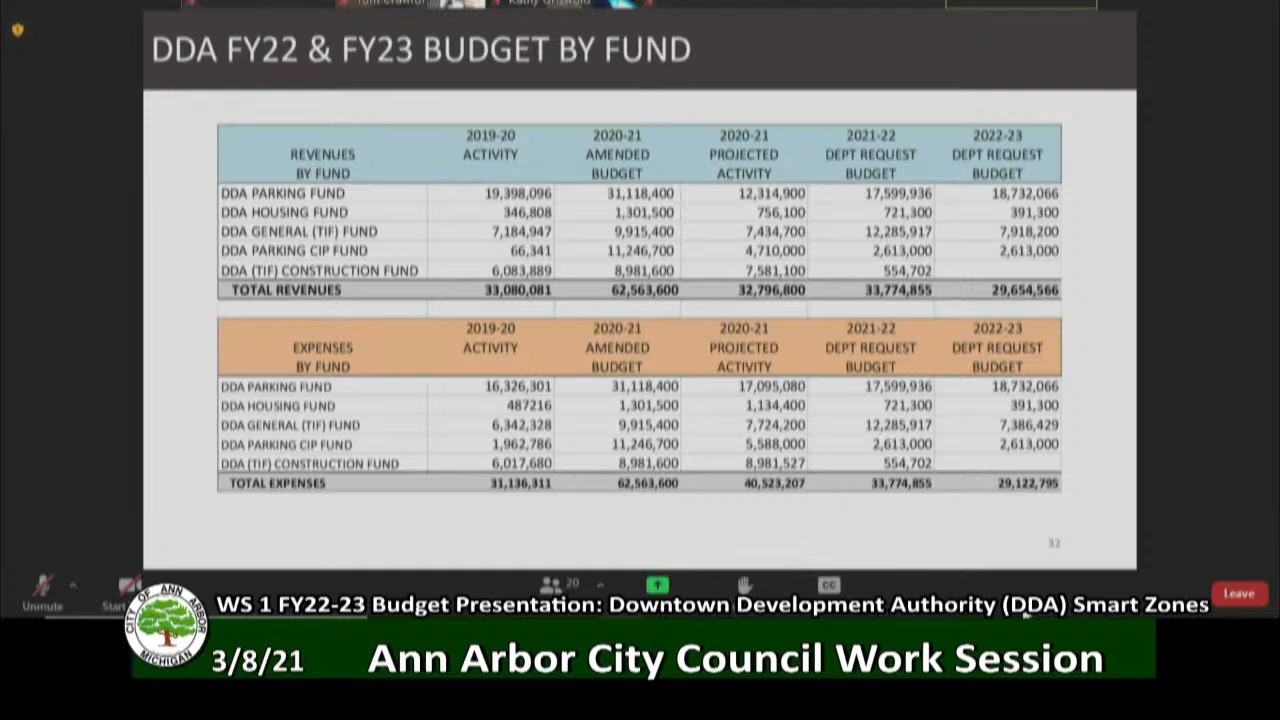 Tom Crawford
Kathy Griswold
DDA FY22 & FY23 BUDGET BY FUND
REVENUES BY FUND 2019-20 ACTIVITY 2020-21 AMENDED BUDGET 2020-21 PROJECTED ACTIVITY 2021-22 DEPT REQUEST BUDGET 2022-23 DEPT REQUEST BUDGET
DDA PARKING FUND 19,398,096 31,118,400 12,314,900 17,599,936 18,732,066
DDA HOUSING FUND 346,808 1,301,500 756,100 721,300 391,300
DDA GENERAL (TIF) FUND 7,184,947 9,915,400 7,434,700 12,285,917 7,918,200
DDA PARKING CIP FUND 66,341 11,246,700 4,710,000 2,613,000 2,613,000
DDA (TIF) CONSTRUCTION FUND 6,083,889 8,981,600 7,581,100 554,702
TOTAL REVENUES 33,080,081 62,563,600 32,796,800 33,774,855 29,654,566
EXPENSES BY FUND 2019-20 ACTIVITY 2020-21 AMENDED BUDGET 2020-21 PROJECTED ACTIVITY 2021-22 DEPT REQUEST BUDGET 2022-23 DEPT REQUEST BUDGET
DDA PARKING FUND 16,326,301 31,118,400 17,095,080 17,599,936 18,732,066
DDA HOUSING FUND 487216 1,301,500 1,134,400 721,300 391,300
DDA GENERAL (TIF) FUND 6,342,328 9,915,400 7,724,200 12,285,917 7,386,429
DDA PARKING CIP FUND 1,962,786 11,246,700 5,588,000 2,613,000 2,613,000
DDA (TIF) CONSTRUCTION FUND 6,017,680 8,981,600 8,981,527 554,702
TOTAL EXPENSES 31,136,311 62,563,600 40,523,207 33,774,855 29,122,795
32
20
CC
Unmute
Start
Leave
WS 1 FY22-23 Budget Presentation: Downtown Development Authority (DDA) Smart Zones
CITY OF ANN ARBOR
MICHIGAN
3/8/21 Ann Arbor City Council Work Session